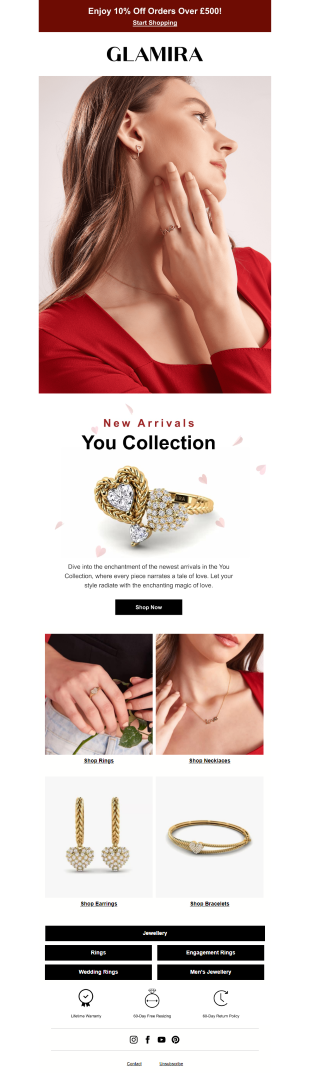 Enjoy 10% Off Orders Over £500!
Start Shopping
GLAMIRA
New Arrivals
You Collection
Dive into the enchantment of the newest arrivals in the You
Collection, where every piece narrates a tale of love. Let your
style radiate with the enchanting magic of love.
Shop Now
Shop Rings
Shop Necklaces
Shop Earrings
Shop Bracelets
Jewellery
Rings
Engagement Rings
Wedding Rings
Men's Jewellery
Lifetime Warranty
60-Day Free Resizing
60-Day Return Policy
Contact
Unsubscribe